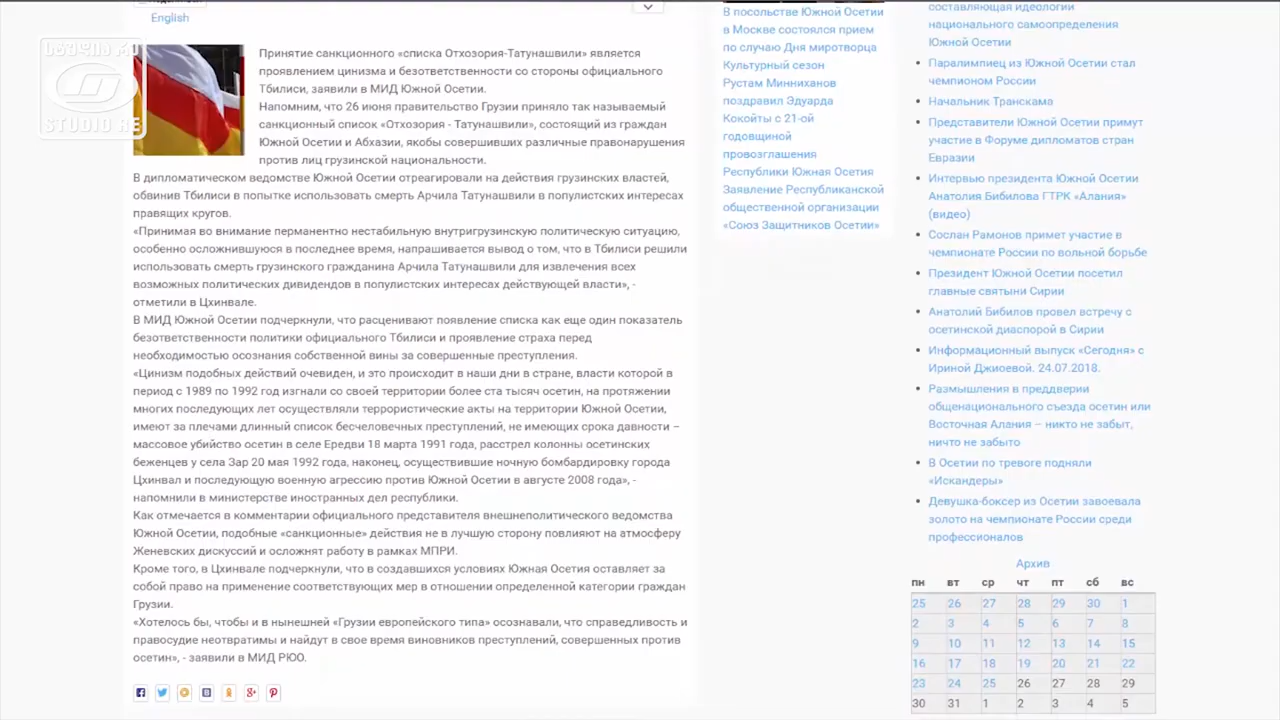 English
STUDIO RE
санкционного «списка Отхозория-Татунашвили» является
проявлением цинизма и безответственности со стороны официального
Тбилиси, заявили в МИД Южной Осетии.
Напомним, что 26 июня правительство Грузии приняло так называемый
санкционный список «Отхозория - Татунашвили», состоящий из граждан
Южной Осетии и Абхазии, якобы совершивших различные правонарушения
против лиц грузинской национальности.
В дипломатическом ведомстве Южной Осетии отреагировали на действия грузинских властей,
обвинив Тбилиси в попытке использовать смерть Арчила Татунашвили в популистских интересах
правящих кругов.
«Принимая во внимание перманентно нестабильную внутригрузинскую политическую ситуацию,
особенно осложнившуюся в последнее время, напрашивается вывод о том, что в Тбилиси решили
использовать смерть грузинского гражданина Арчила Татунашвили для извлечения всех
возможных политических дивидендов в популистских интересах действующей власти», -
отметили в Цхинвале.
В МИД Южной Осетии подчеркнули, что расценивают появление списка как еще один показатель
безответственности политики официального Тбилиси и проявление страха перед
необходимостью осознания собственной вины за совершенные преступления.
«Цинизм подобных действий очевиден, и это происходит в наши дни в стране, власти которой в
период с 1989 по 1992 год изгнали со своей территории более ста тысяч осетин, на протяжении
многих последующих лет осуществляли террористические акты на территории Южной Осетии,
имеют за плечами длинный список бесчеловечных преступлений, не имеющих срока давности –
массовое убийство осетин в селе Ередви 18 марта 1991 года, расстрел колонны осетинских
беженцев у села Зар 20 мая 1992 года, наконец, осуществившие ночную бомбардировку города
Цхинвал и последующую военную агрессию против Южной Осетии в августе 2008 года», -
напомнили в министерстве иностранных дел республики.
Как отмечается в комментарии официального представителя внешнеполитического ведомства
Южной Осетии, подобные «санкционные» действия не в лучшую сторону повлияют на атмосферу
Женевских дискуссий и осложнят работу в рамках МПРИ.
Кроме того, в Цхинвале подчеркнули, что в создавшихся условиях Южная Осетия оставляет за
собой право на применение соответствующих мер в отношении определенной категории граждан
Грузии.
«Хотелось бы, чтобы и в нынешней «Грузии европейского типа» осознавали, что справедливость и
правосудие неотвратимы и найдут в свое время виновников преступлений, совершенных против
осетин», - заявили в МИД РЮО.
В посольстве Южной Осетии
в Москве состоялся прием
по случаю Дня миротворца
Культурный сезон
Рустам Минниханов
поздравил Эдуарда
Кокойты с 21-ой
годовщиной
провозглашения
Республики Южная Осетия
Заявление Республиканской
общественной организации
«Союз Защитников Осетии»
составляющая идеологии
национального самоопределения
Южной Осетии
Паралимпиец из Южной Осетии стал
чемпионом России
Начальник Транскама
Представители Южной Осетии примут
участие в Форуме дипломатов стран
Евразии
Интервью президента Южной Осетии
Анатолия Бибилова ГТРК «Алания»
(видео)
Сослан Рамонов примет участие в
чемпионате России по вольной борьбе
Президент Южной Осетии посетил
главные святыни Сирии
Анатолий Бибилов провел встречу с
осетинской диаспорой в Сирии
Информационный выпуск «Сегодня» с
Ириной Джиоевой. 24.07.2018.
Размышления в преддверии
общенационального съезда осетин или
Восточная Алания – никто не забыт,
ничто не забыто
В Осетии по тревоге подняли
«Искандеры»
Девушка-боксер из Осетии завоевала
золото на чемпионате России среди
профессионалов
Архив
пн вт ср чт пт сб вс
25 26 27 28 29 30 1
2 3 4 5 6 7 8
9 10 11 12 13 14 15
16 17 18 19 20 21 22
23 24 25 26 27 28 29
30 31 1 2 3 4 5